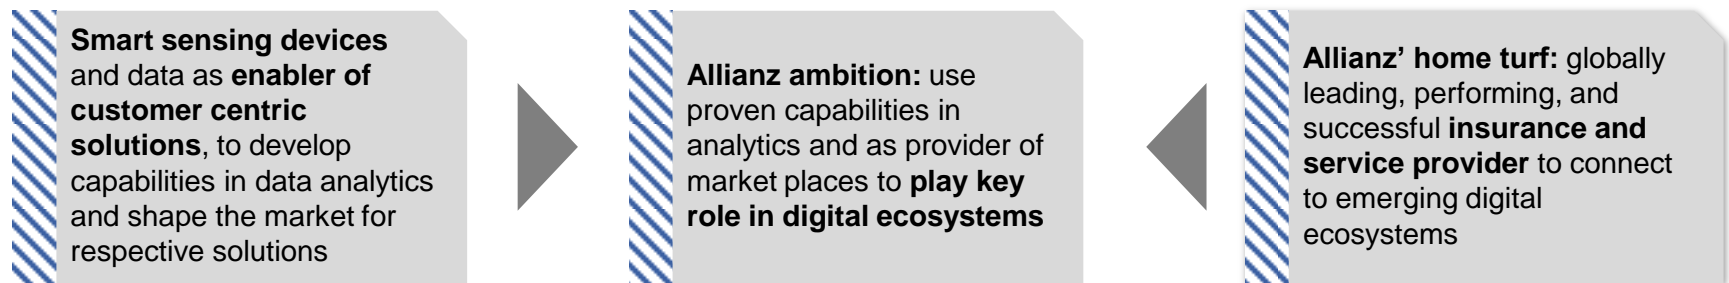 Smart sensing devices
and data as enabler of
customer centric
solutions, to develop
capabilities in data analytics
and shape the market for
respective solutions
Allianz ambition: use
proven capabilities in
analytics and as provider of
market places to play key
role in digital ecosystems
Allianz’ home turf: globally
leading, performing, and
successful insurance and
service provider to connect
to emerging digital
ecosystems